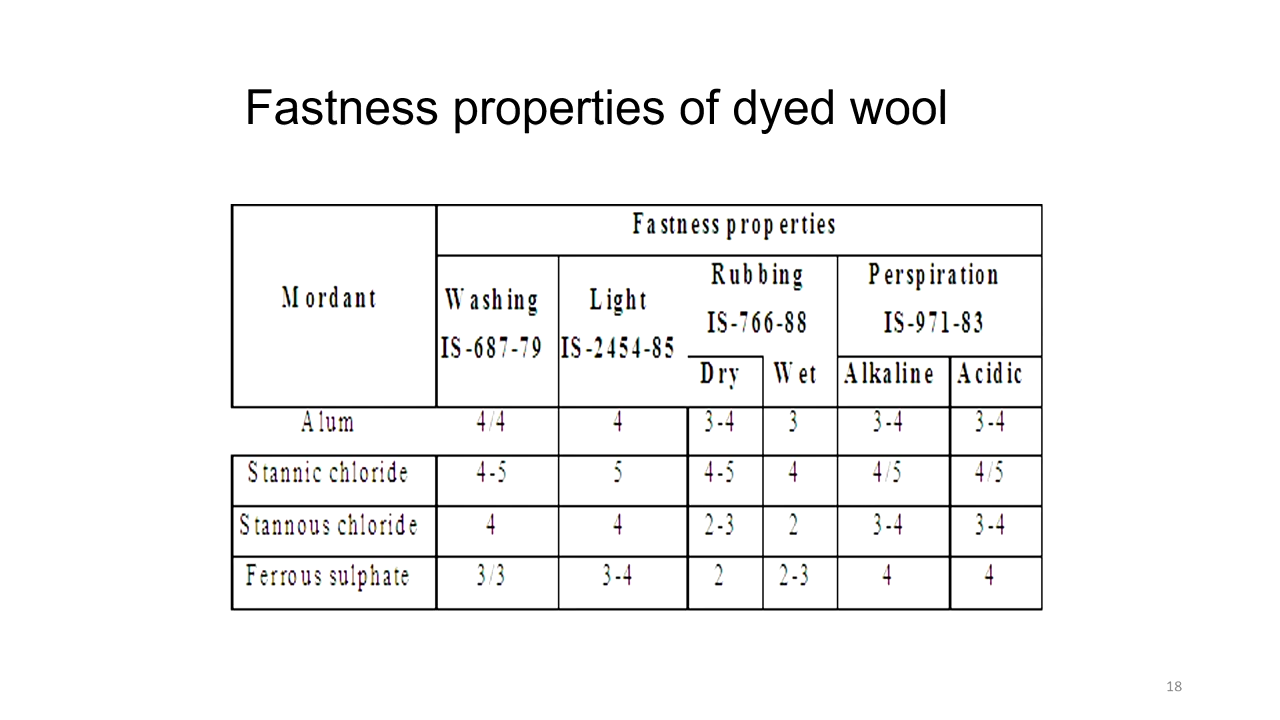 Fastness properties of dyed wool
Mordant
Fastness properties
Washing
IS-687-79
Light
IS-2454-85
Rubbing
IS-766-88
Perspiration
IS-971-83
Dry Wet Alkaline Acidic
Alum 4/4 4 3-4 3 3-4 3-4
Stannic chloride 4-5 5 4-5 4 4/5 4/5
Stannous chloride 4 4 2-3 2 3-4 3-4
Ferrous sulphate 3/3 3-4 2 2-3 4 4
18